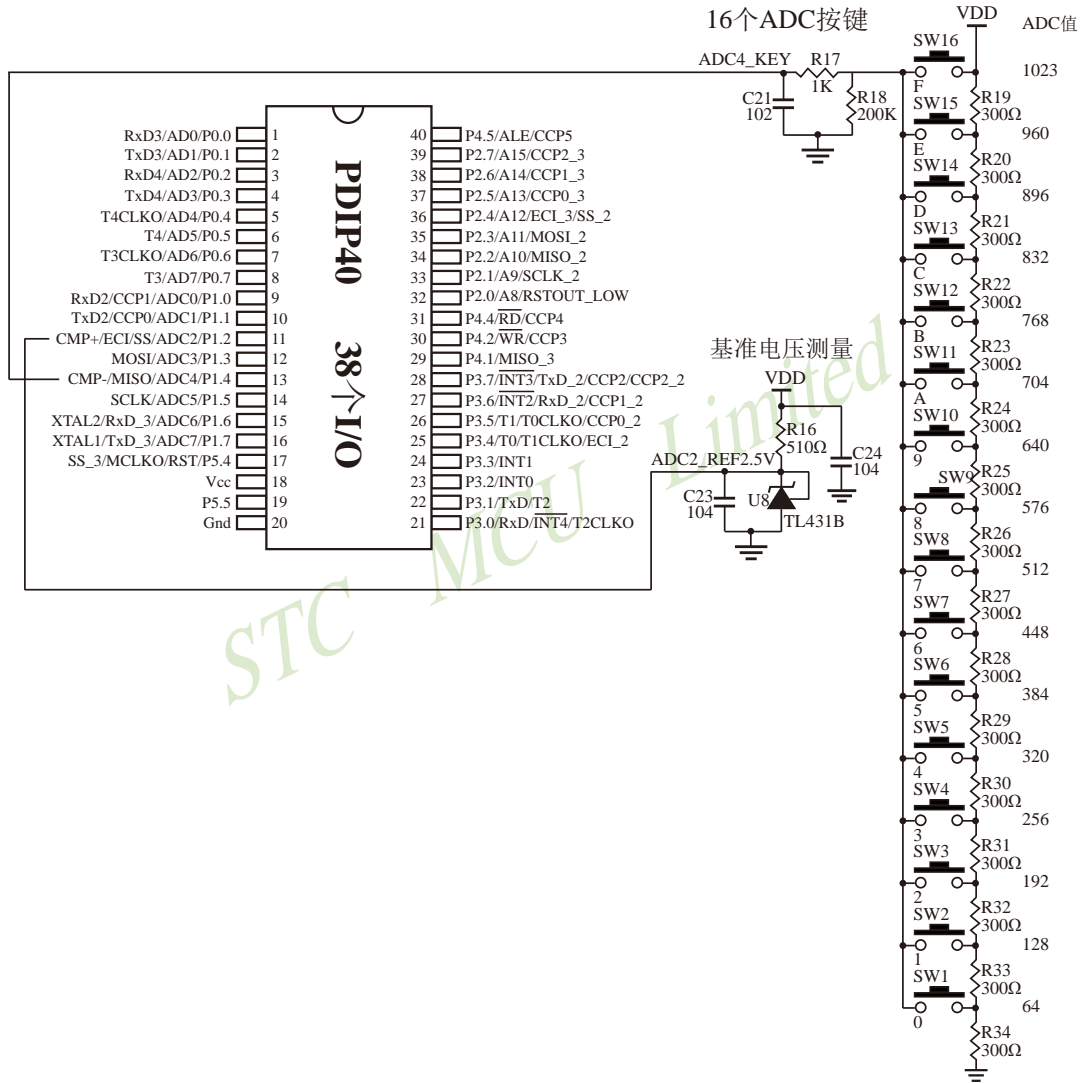 16个ADC按键
VDD
ADC值
SW16
ADC4_KEY
R17
1K
C21
102
R18
200K
F
1023
R19
300Ω
SW15
E
960
R20
300Ω
SW14
D
896
R21
300Ω
SW13
C
832
R22
300Ω
SW12
B
768
R23
300Ω
SW11
A
704
R24
300Ω
SW10
9
640
R25
300Ω
SW9
8
576
R26
300Ω
SW8
7
512
R27
300Ω
SW7
6
448
R28
300Ω
SW6
5
384
R29
300Ω
SW5
4
320
R30
300Ω
SW4
3
256
R31
300Ω
SW3
2
192
R32
300Ω
SW2
1
128
R33
300Ω
SW1
0
64
R34
300Ω
RxD3/AD0/P0.0 1
TxD3/AD1/P0.1 2
RxD4/AD2/P0.2 3
TxD4/AD3/P0.3 4
T4CLKO/AD4/P0.4 5
T4/AD5/P0.5 6
T3CLKO/AD6/P0.6 7
T3/AD7/P0.7 8
RxD2/CCP1/ADC0/P1.0 9
TxD2/CCP0/ADC1/P1.1 10
CMP+/ECI/SS/ADC2/P1.2 11
MOSI/ADC3/P1.3 12
CMP-/MISO/ADC4/P1.4 13
SCLK/ADC5/P1.5 14
XTAL2/RxD_3/ADC6/P1.6 15
XTAL1/TxD_3/ADC7/P1.7 16
SS_3/MCLKO/RST/P5.4 17
Vcc 18
P5.5 19
Gnd 20
PDIP40 38个I/O
40 P4.5/ALE/CCP5
39 P2.7/A15/CCP2_3
38 P2.6/A14/CCP1_3
37 P2.5/A13/CCP0_3
36 P2.4/A12/ECI_3/SS_2
35 P2.3/A11/MOSI_2
34 P2.2/A10/MISO_2
33 P2.1/A9/SCLK_2
32 P2.0/A8/RSTOUT_LOW
31 P4.4/RD/CCP4
30 P4.2/WR/CCP3
29 P4.1/MISO_3
28 P3.7/INT3/TxD_2/CCP2/CCP2_2
27 P3.6/INT2/RxD_2/CCP1_2
26 P3.5/T1/T0CLKO/CCP0_2
25 P3.4/T0/T1CLKO/ECI_2
24 P3.3/INT1
23 P3.2/INT0
22 P3.1/TxD/T2
21 P3.0/RxD/INT4/T2CLKO
基准电压测量
VDD
R16
510Ω
ADC2_REF2.5V
C24
104
C23
104
U8
TL431B
STC MCU Limited